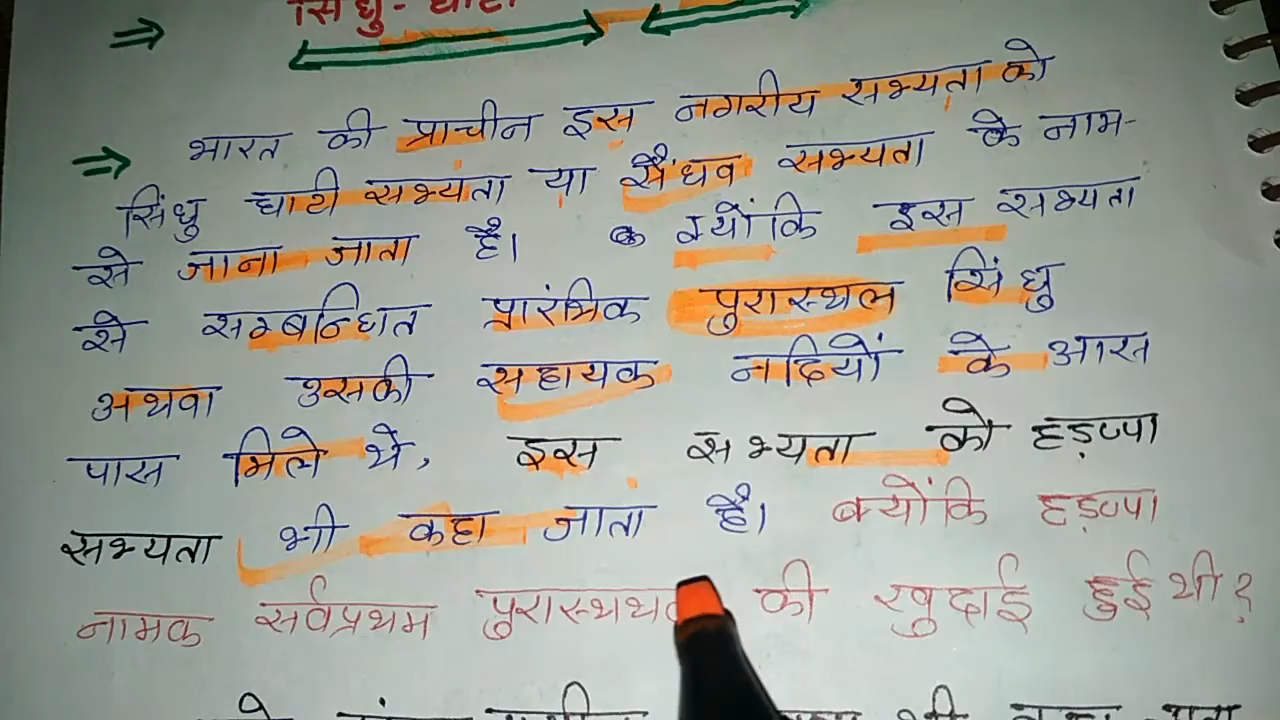 ⇒ सिंधु - घाटी
⇒ भारत की प्राचीन इस नगरीय सभ्यता को
सिंधु घाटी सभ्यता या सैंधव सभ्यता के नाम-
से जाना जाता है। क्योंकि इस सभ्यता
से सम्बन्धित प्रारंभिक पुरास्थल सिंधु
अथवा उसकी सहायक नदियों के आस
पास मिले थे, इस सभ्यता को हड़प्पा
सभ्यता भी कहा जाता है। क्योंकि हड़प्पा
नामक सर्वप्रथम की खुदाई हुई थी?